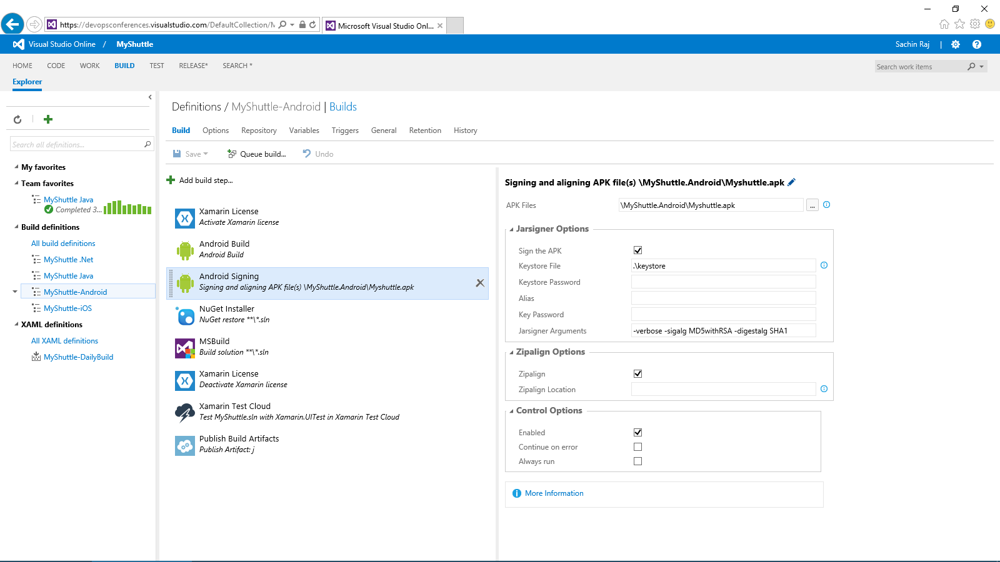 https://devopsconferences.visualstudio.com/DefaultCollection/M
Microsoft Visual Studio Onl...
Visual Studio Online / MyShuttle
Sachin Raj |
HOME CODE WORK BUILD TEST RELEASE* SEARCH *
Search work items
Explorer
Definitions / MyShuttle-Android | Builds
Build Options Repository Variables Triggers General Retention History
Save Queue build... Undo
Search all definitions...
My favorites
Team favorites
MyShuttle Java
Completed 3...
Build definitions
All build definitions
MyShuttle .Net
MyShuttle Java
MyShuttle-Android
MyShuttle-iOS
XAML definitions
All XAML definitions
MyShuttle-DailyBuild
Add build step...
Xamarin License
Activate Xamarin license
Android Build
Android Build
Android Signing
Signing and aligning APK file(s) \MyShuttle.Android\Myshuttle.apk
NuGet Installer
NuGet restore **\*.sln
MSBuild
Build solution **\*.sln
Xamarin License
Deactivate Xamarin license
Xamarin Test Cloud
Test MyShuttle.sln with Xamarin.UITest in Xamarin Test Cloud
Publish Build Artifacts
Publish Artifact: j
Signing and aligning APK file(s) \MyShuttle.Android\Myshuttle.apk
APK Files \MyShuttle.Android\Myshuttle.apk ...
Jarsigner Options
Sign the APK
Keystore File .\keystore
Keystore Password
Alias
Key Password
Jarsigner Arguments -verbose -sigalg MD5withRSA -digestalg SHA1
Zipalign Options
Zipalign
Zipalign Location
Control Options
Enabled
Continue on error
Always run
More Information